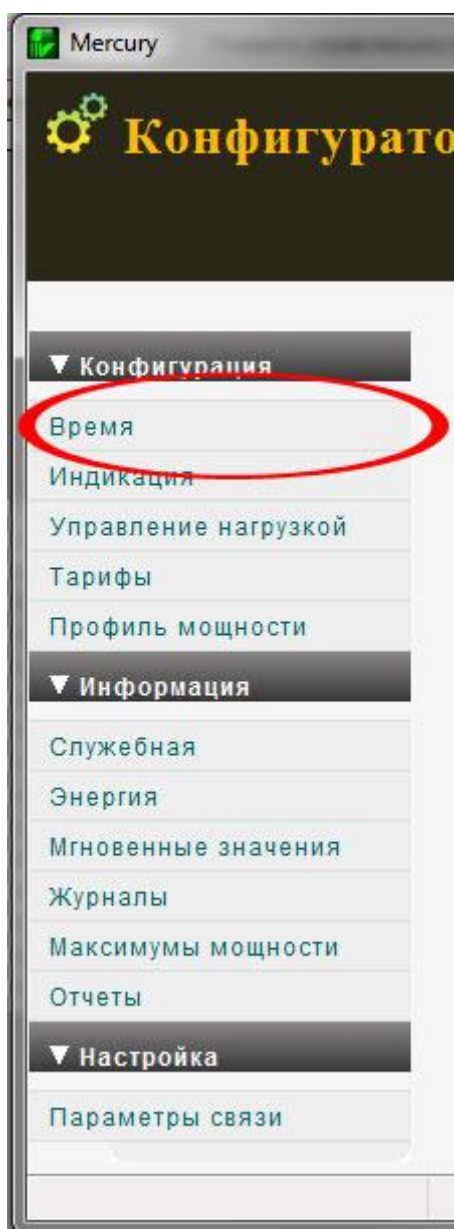 Mercury
Конфигурато
▼ Конфигурация
Время
Индикация
Управление нагрузкой
Тарифы
Профиль мощности
▼ Информация
Служебная
Энергия
Мгновенные значения
Журналы
Максимумы мощности
Отчеты
▼ Настройка
Параметры связи